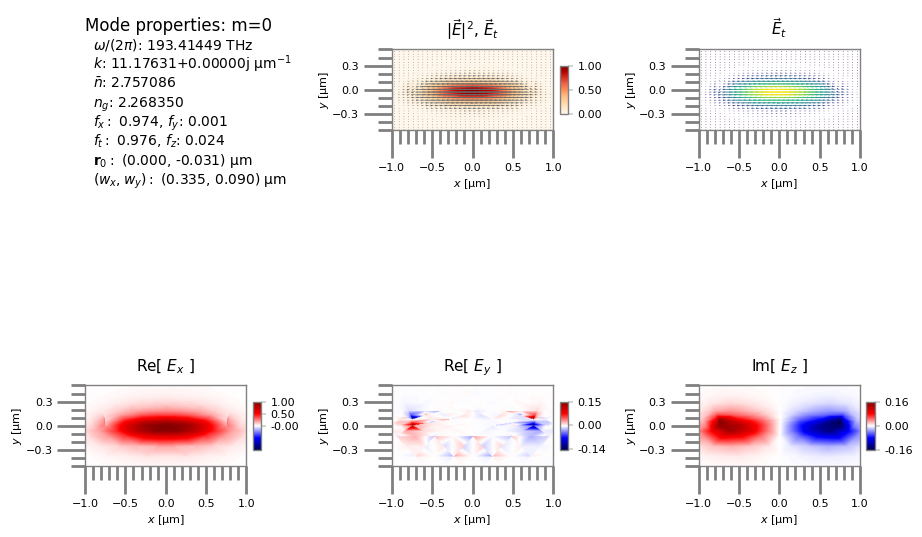 Mode properties: m=0
ω/(2π): 193.41449 THz
k: 11.17631+0.00000j μm⁻¹
n̄: 2.757086
n_g: 2.268350
f_x: 0.974, f_y: 0.001
f_t: 0.976, f_z: 0.024
r₀: (0.000, -0.031) μm
(w_x, w_y): (0.335, 0.090) μm
|E⃗|², E⃗_t
y [μm]
0.3
0.0
−0.3
−1.0 −0.5 0.0 0.5 1.0
x [μm]
1.00
0.50
0.00
E⃗_t
y [μm]
0.3
0.0
−0.3
−1.0 −0.5 0.0 0.5 1.0
x [μm]
Re[ E_x ]
y [μm]
0.3
0.0
−0.3
−1.0 −0.5 0.0 0.5 1.0
x [μm]
1.00
0.50
-0.00
Re[ E_y ]
y [μm]
0.3
0.0
−0.3
−1.0 −0.5 0.0 0.5 1.0
x [μm]
0.15
0.00
-0.14
Im[ E_z ]
y [μm]
0.3
0.0
−0.3
−1.0 −0.5 0.0 0.5 1.0
x [μm]
0.16
0.00
-0.16